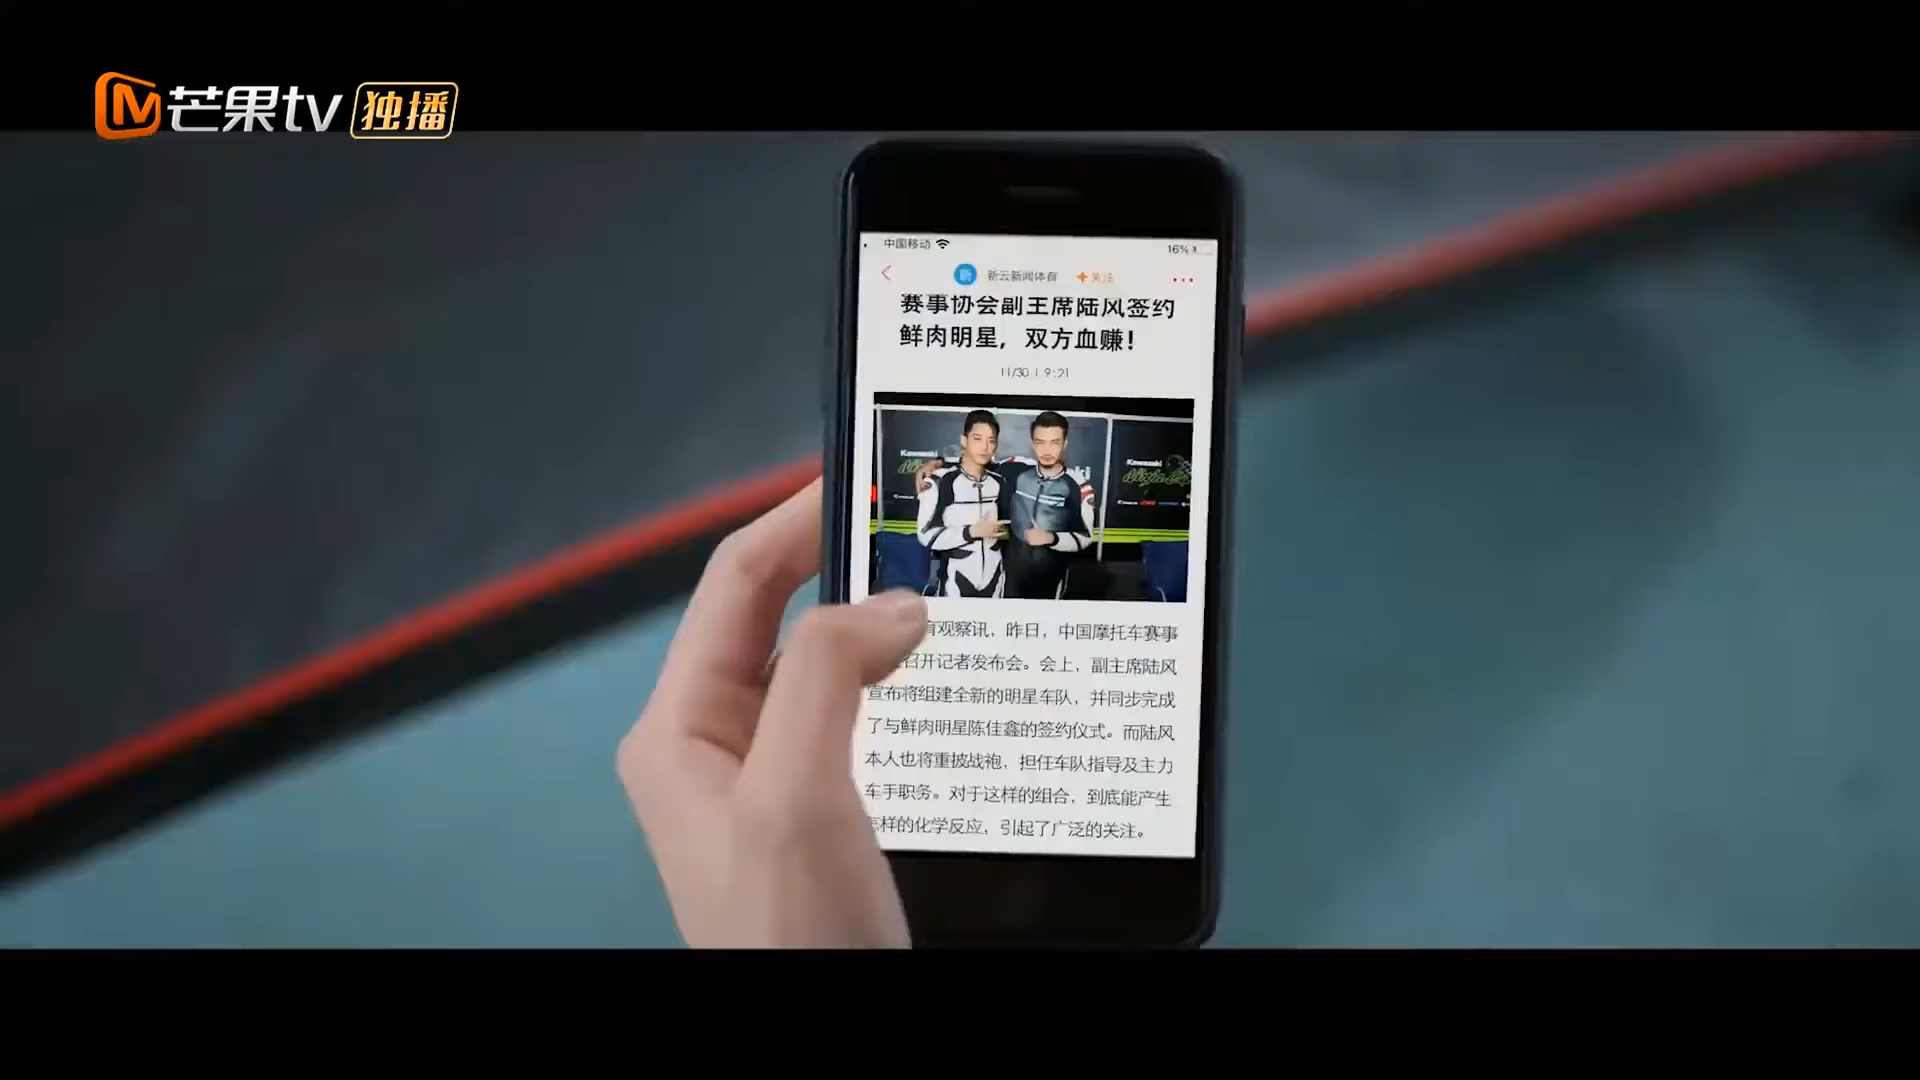 芒果tv 独播
中国移动 16%
新 新云新闻体育 +关注
赛事协会副主席陆风签约
鲜肉明星，双方血赚！
11/30 | 9:21
Kawasaki
Kawasaki
育观察讯，昨日，中国摩托车赛事
召开记者发布会。会上，副主席陆风
宣布将组建全新的明星车队，并同步完成
了与鲜肉明星陈佳鑫的签约仪式。而陆风
本人也将重披战袍，担任车队指导及主力
车手职务。对于这样的组合，到底能产生
怎样的化学反应，引起了广泛的关注。